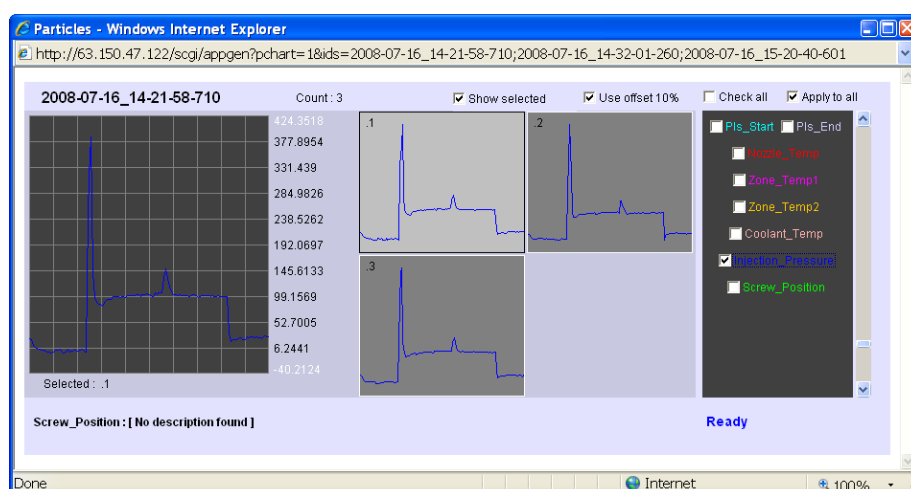 Particles - Windows Internet Explorer
http://63.150.47.122/scgi/appgen?pchart=1&ids=2008-07-16_14-21-58-710;2008-07-16_14-32-01-260;2008-07-16_15-20-40-601
2008-07-16_14-21-58-710 Count : 3 Show selected Use offset 10% Check all Apply to all
424.3518
377.8954
331.439
284.9826
238.5262
192.0697
145.6133
99.1569
52.7005
6.2441
-40.2124
Selected : .1
.1
.2
.3
Pls_Start Pls_End
Nozzle_Temp
Zone_Temp1
Zone_Temp2
Coolant_Temp
Injection_Pressure
Screw_Position
Screw_Position : [ No description found ]
Ready
Done Internet 100%